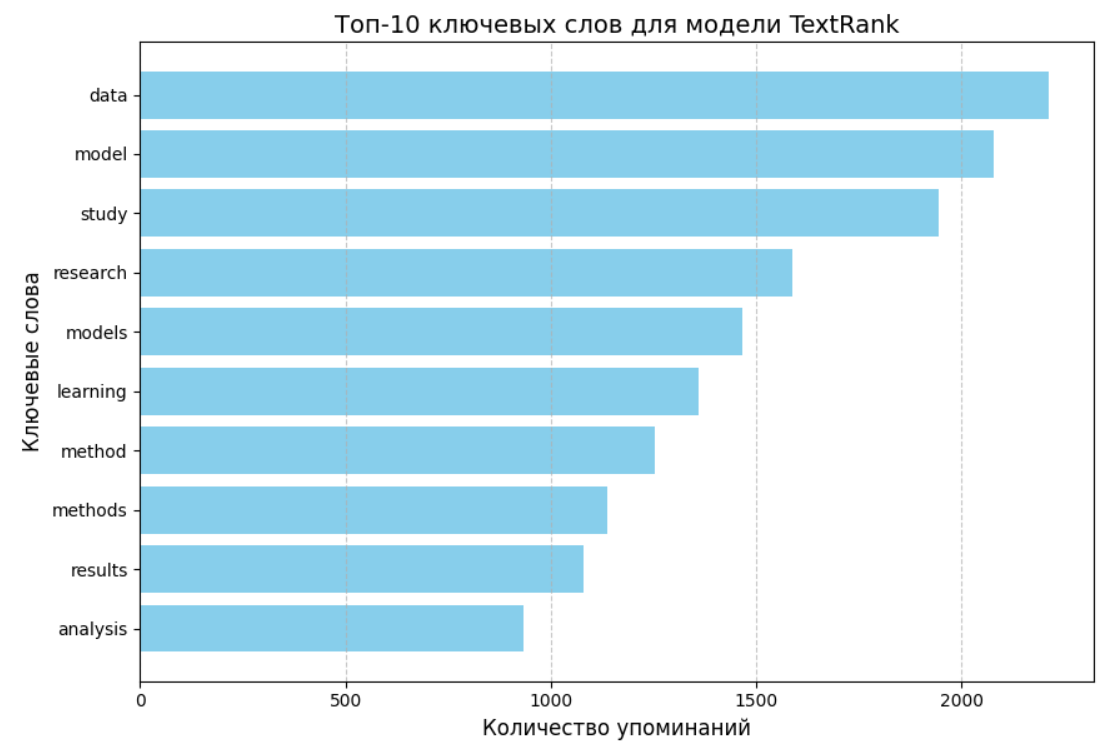 Топ-10 ключевых слов для модели TextRank
Ключевые слова
data
model
study
research
models
learning
method
methods
results
analysis
0 500 1000 1500 2000
Количество упоминаний